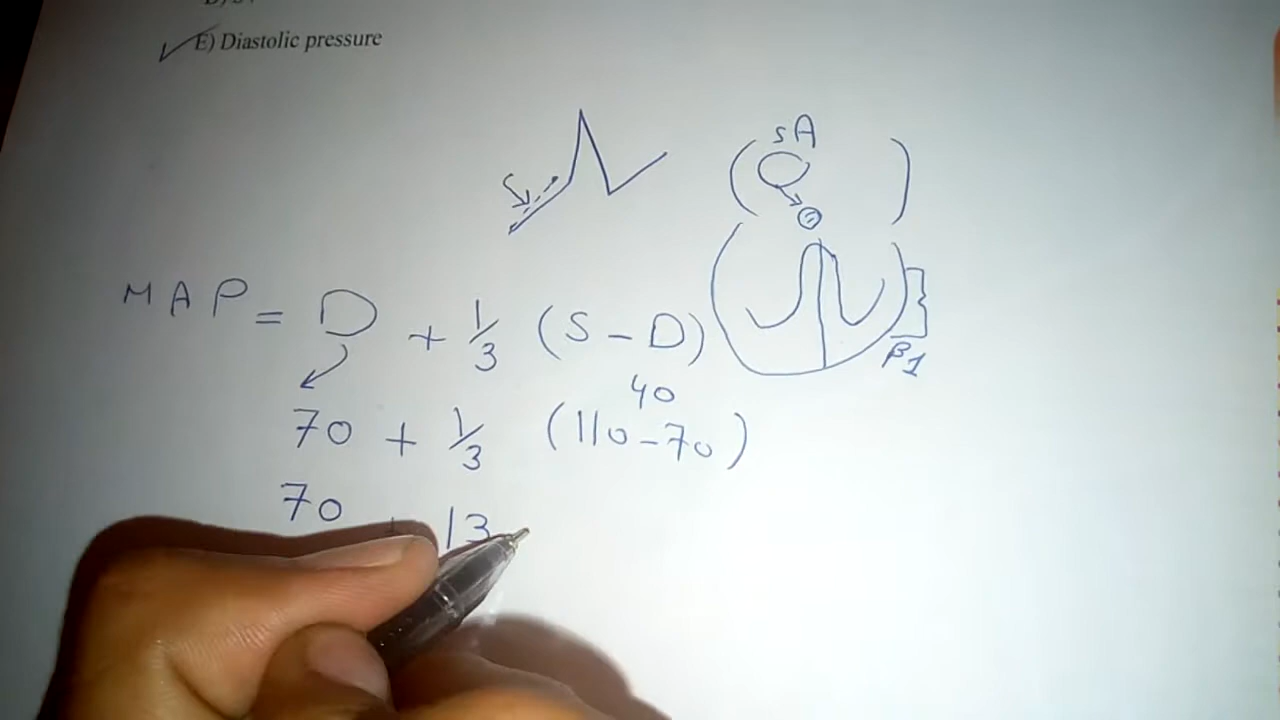 E) Diastolic pressure
SA
MAP = D + 1/3 (S - D)
β1
40
70 + 1/3 (110 - 70)
70 + 13